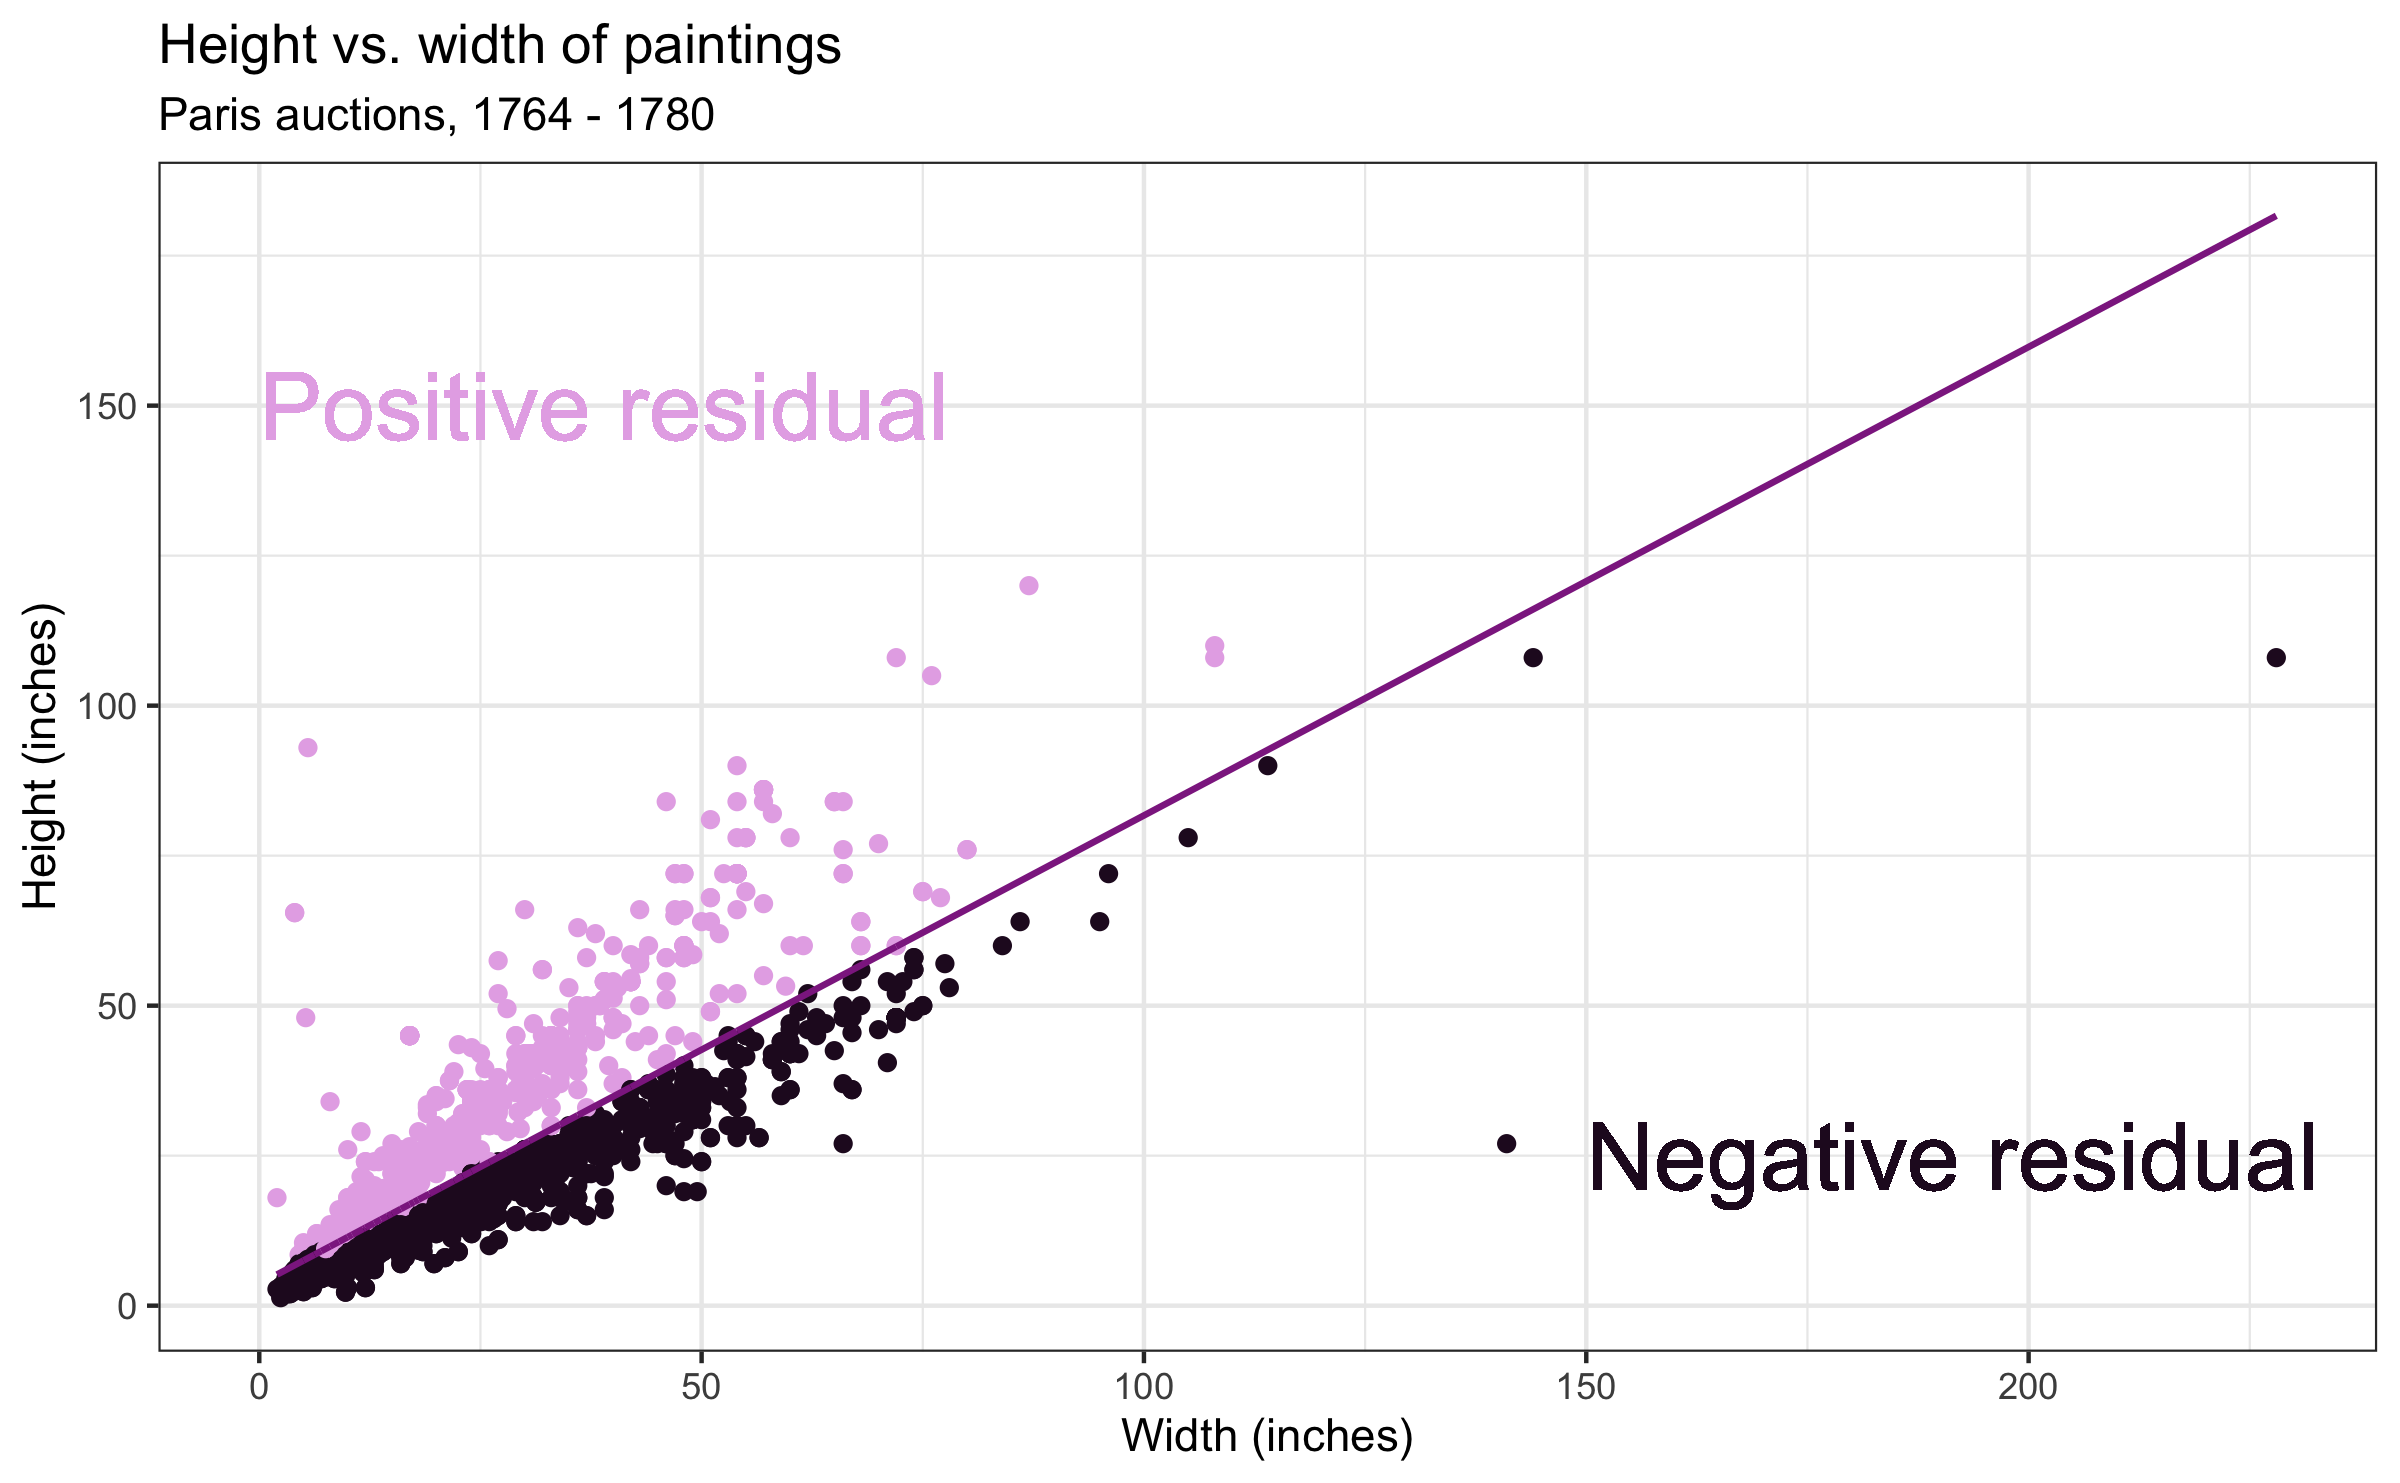 Height vs. width of paintings
Paris auctions, 1764 - 1780
Positive residual
Negative residual
Height (inches)
150
100
50
0
0 50 100 150 200
Width (inches)